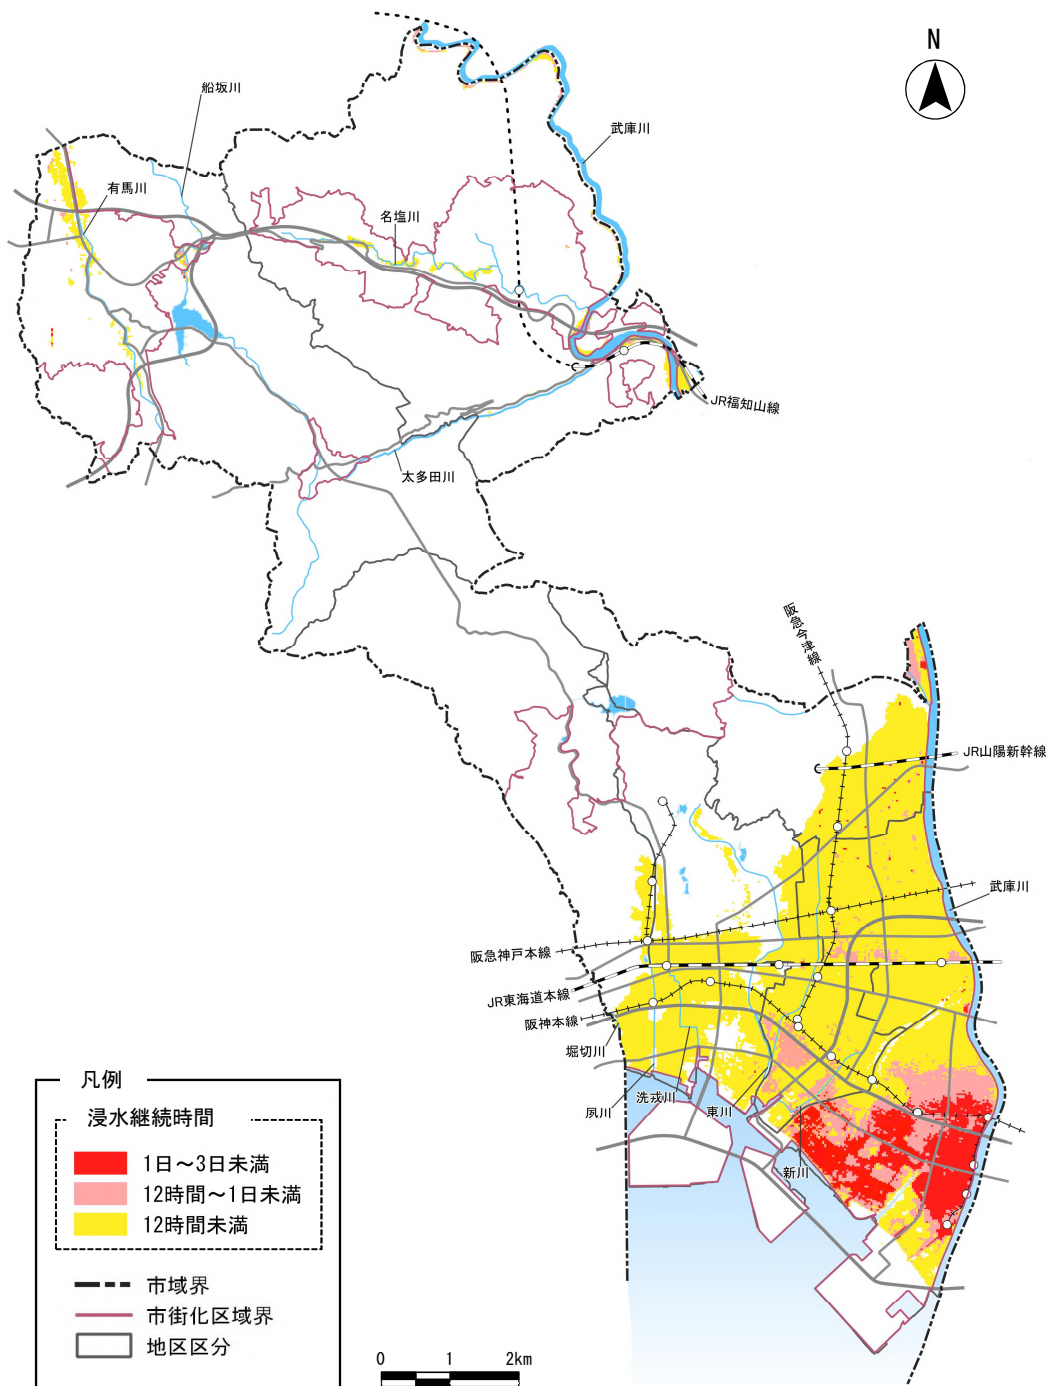 N
船坂川
武庫川
有馬川
名塩川
JR福知山線
太多田川
阪急今津線
JR山陽新幹線
武庫川
阪急神戸本線
JR東海道本線
阪神本線
堀切川
夙川
洗戎川
東川
新川
凡例
浸水継続時間
1日～3日未満
12時間～1日未満
12時間未満
市域界
市街化区域界
地区区分
0 1 2km